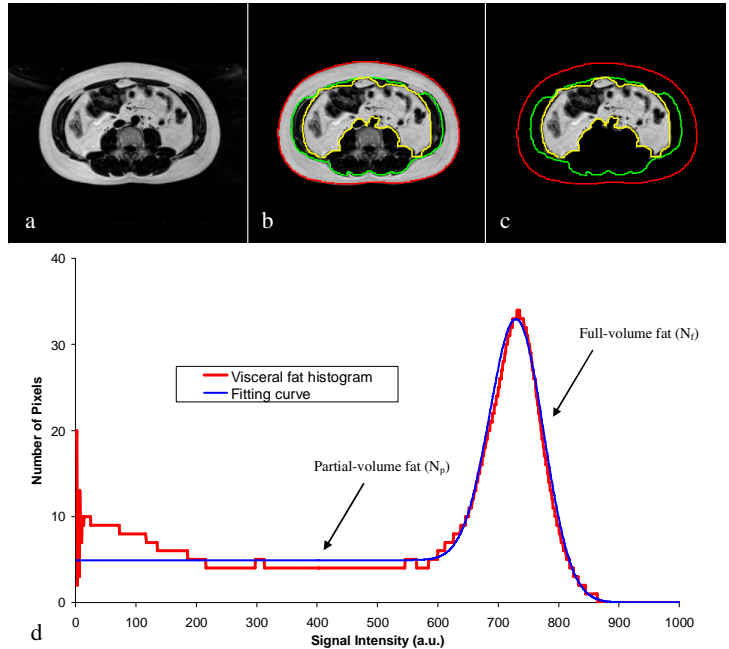 a
b
c
40
30
20
10
0
Number of Pixels
Visceral fat histogram
Fitting curve
Full-volume fat (Nf)
Partial-volume fat (Np)
0 100 200 300 400 500 600 700 800 900 1000
Signal Intensity (a.u.)
d